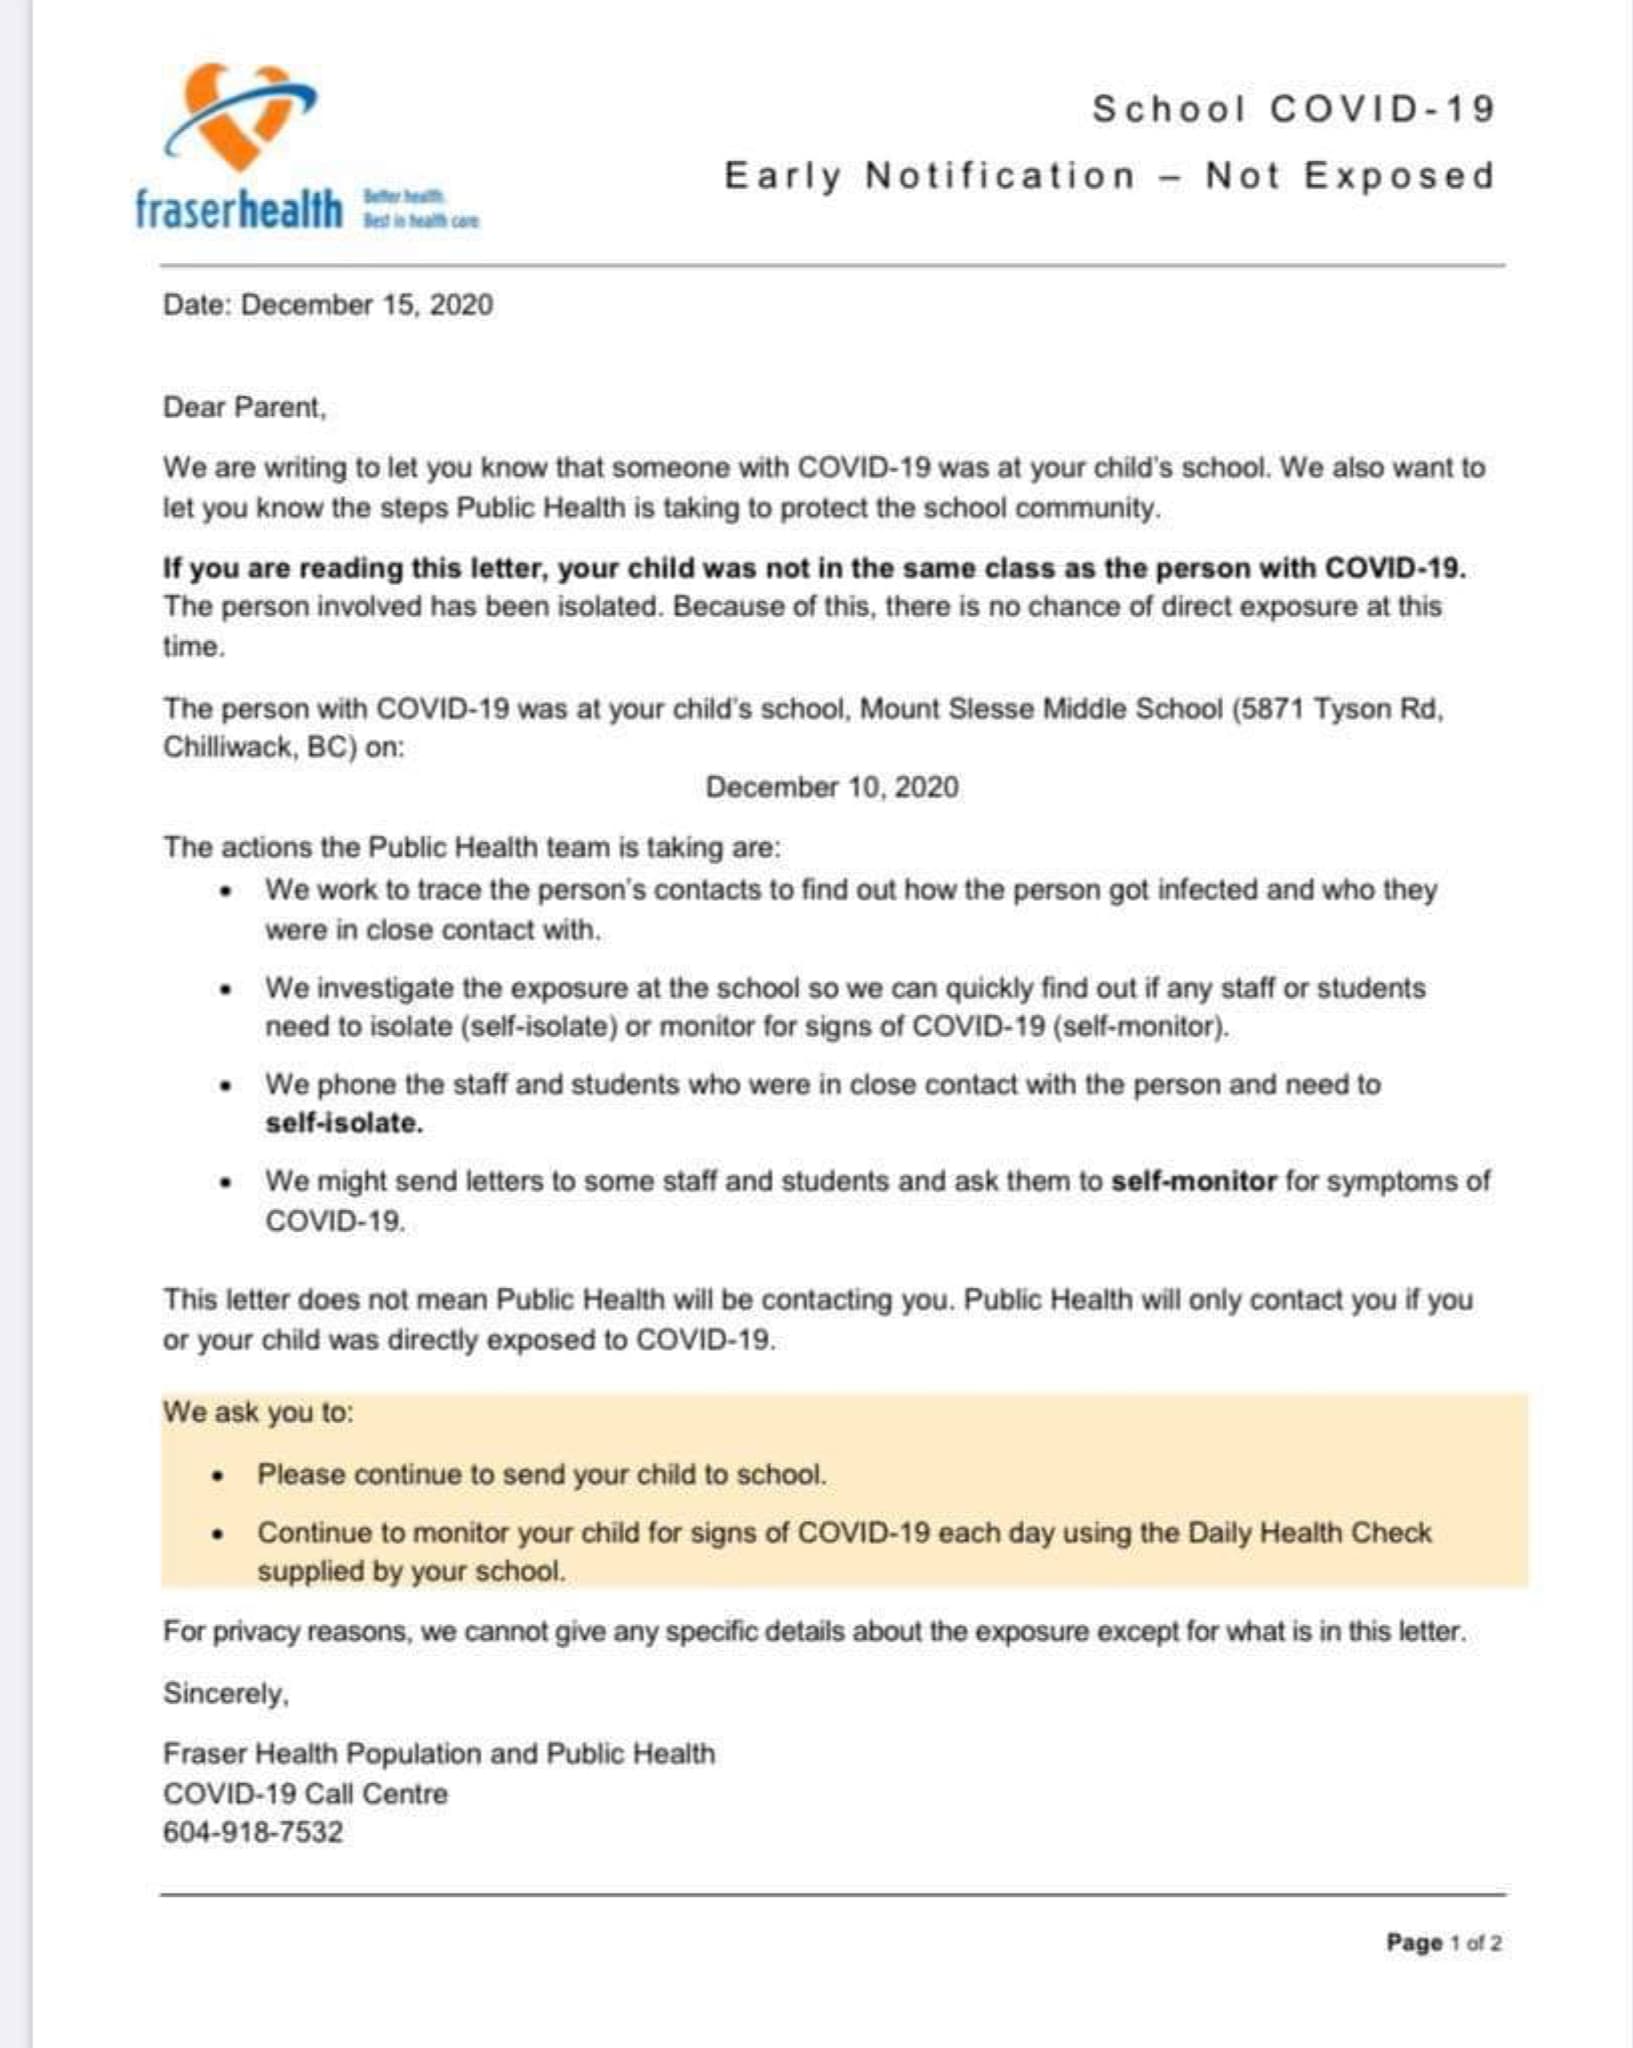 School COVID-19
Early Notification – Not Exposed
fraserhealth
Better health.
Best in health care.
Date: December 15, 2020
Dear Parent,
We are writing to let you know that someone with COVID-19 was at your child's school. We also want to
let you know the steps Public Health is taking to protect the school community.
If you are reading this letter, your child was not in the same class as the person with COVID-19.
The person involved has been isolated. Because of this, there is no chance of direct exposure at this
time.
The person with COVID-19 was at your child's school, Mount Slesse Middle School (5871 Tyson Rd,
Chilliwack, BC) on:
December 10, 2020
The actions the Public Health team is taking are:
• We work to trace the person's contacts to find out how the person got infected and who they
were in close contact with.
• We investigate the exposure at the school so we can quickly find out if any staff or students
need to isolate (self-isolate) or monitor for signs of COVID-19 (self-monitor).
• We phone the staff and students who were in close contact with the person and need to
self-isolate.
• We might send letters to some staff and students and ask them to self-monitor for symptoms of
COVID-19.
This letter does not mean Public Health will be contacting you. Public Health will only contact you if you
or your child was directly exposed to COVID-19.
We ask you to:
• Please continue to send your child to school.
• Continue to monitor your child for signs of COVID-19 each day using the Daily Health Check
supplied by your school.
For privacy reasons, we cannot give any specific details about the exposure except for what is in this letter.
Sincerely,
Fraser Health Population and Public Health
COVID-19 Call Centre
604-918-7532
Page 1 of 2